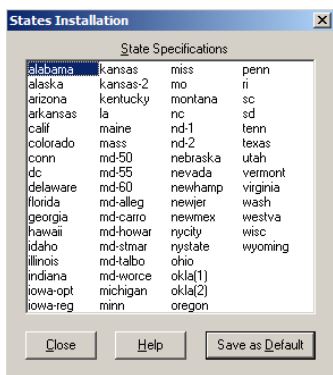 States Installation
State Specifications
alabama
alaska
arizona
arkansas
calif
colorado
conn
dc
delaware
florida
georgia
hawaii
idaho
illinois
indiana
iowa-opt
iowa-reg
kansas
kansas-2
kentucky
la
maine
mass
md-50
md-55
md-60
md-alleg
md-carro
md-howar
md-stmar
md-talbo
md-worce
michigan
minn
miss
mo
montana
nc
nd-1
nd-2
nebraska
nevada
newhamp
newjer
newmex
nycity
nystate
ohio
okla(1)
okla(2)
oregon
penn
ri
sc
sd
tenn
texas
utah
vermont
virginia
wash
westva
wisc
wyoming
Close Help Save as Default